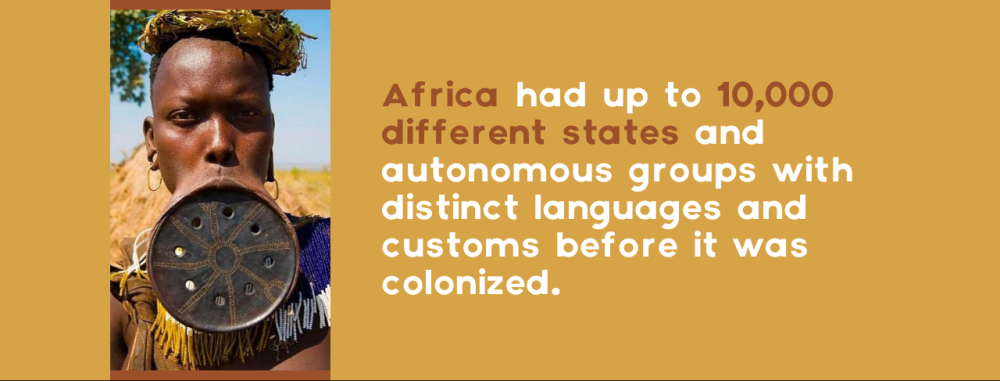 Africa had up to 10,000
different states and
autonomous groups with
distinct languages and
customs before it was
colonized.